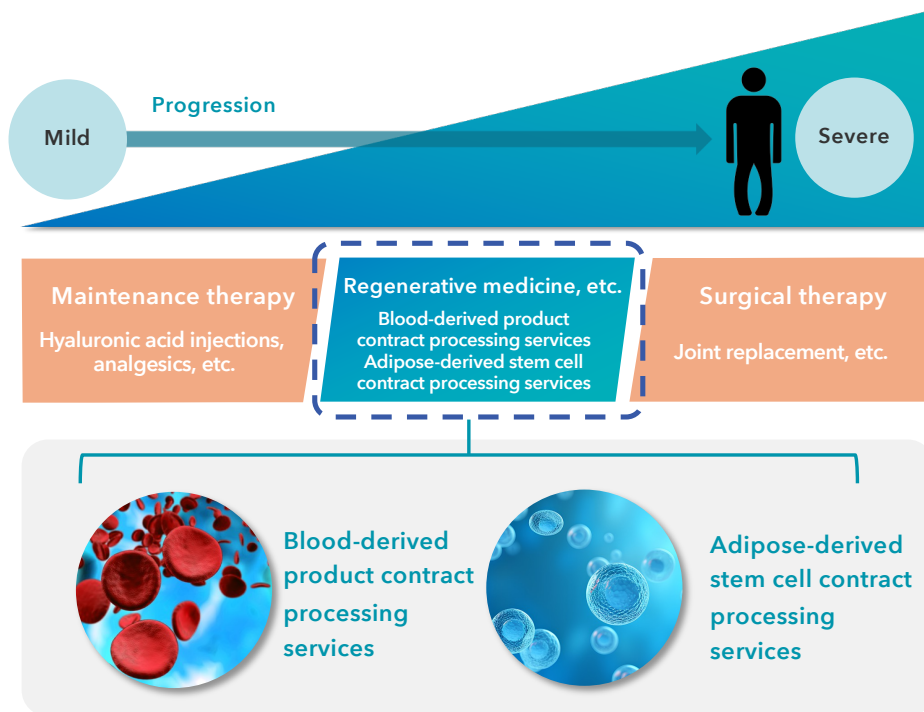 Progression
Mild
Severe
Maintenance therapy
Hyaluronic acid injections,
analgesics, etc.
Regenerative medicine, etc.
Blood-derived product
contract processing services
Adipose-derived stem cell
contract processing services
Surgical therapy
Joint replacement, etc.
Blood-derived
product contract
processing
services
Adipose-derived
stem cell contract
processing
services